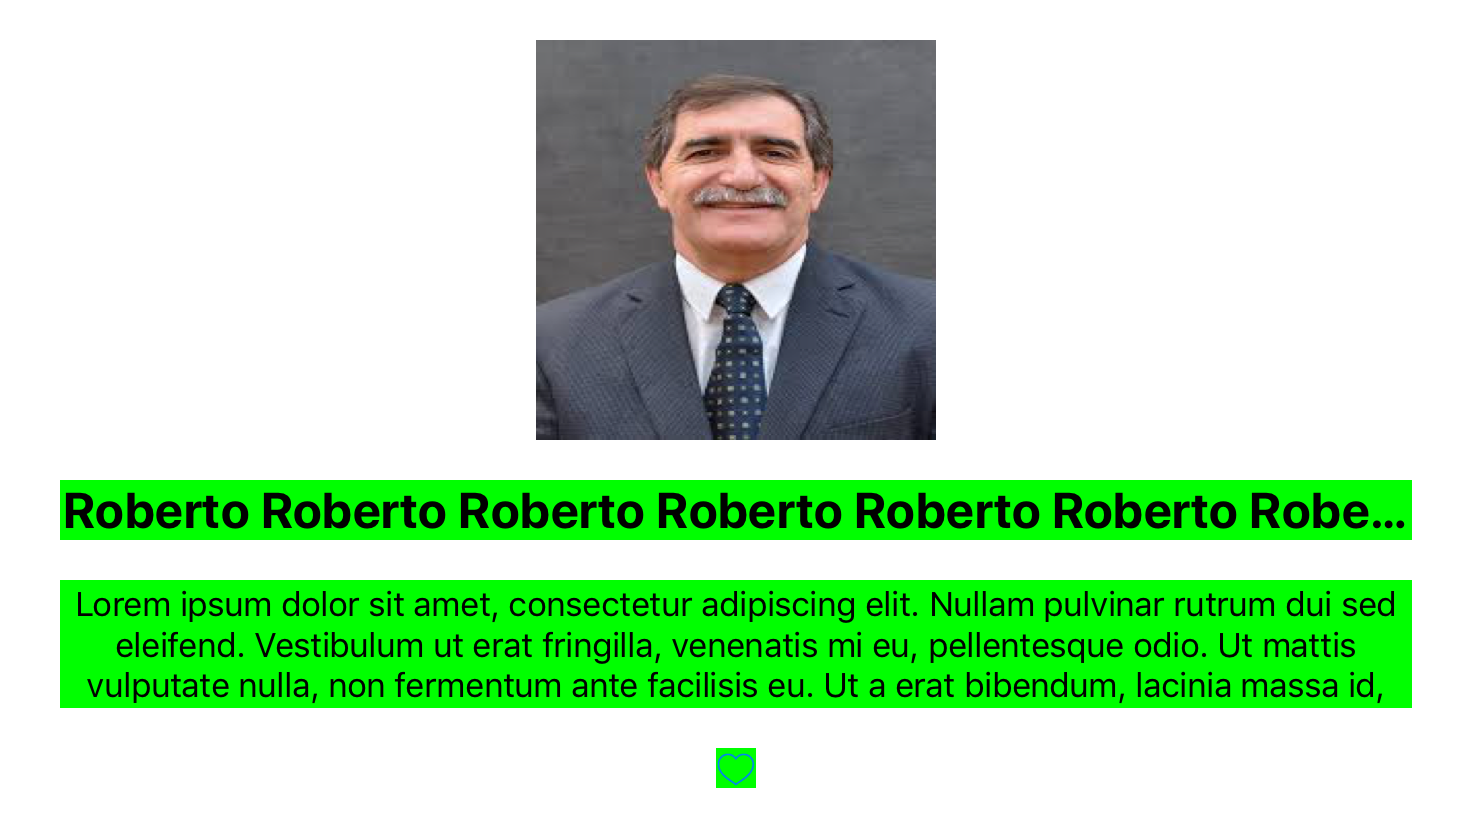 Roberto Roberto Roberto Roberto Roberto Roberto Robe...
Lorem ipsum dolor sit amet, consectetur adipiscing elit. Nullam pulvinar rutrum dui sed
eleifend. Vestibulum ut erat fringilla, venenatis mi eu, pellentesque odio. Ut mattis
vulputate nulla, non fermentum ante facilisis eu. Ut a erat bibendum, lacinia massa id,